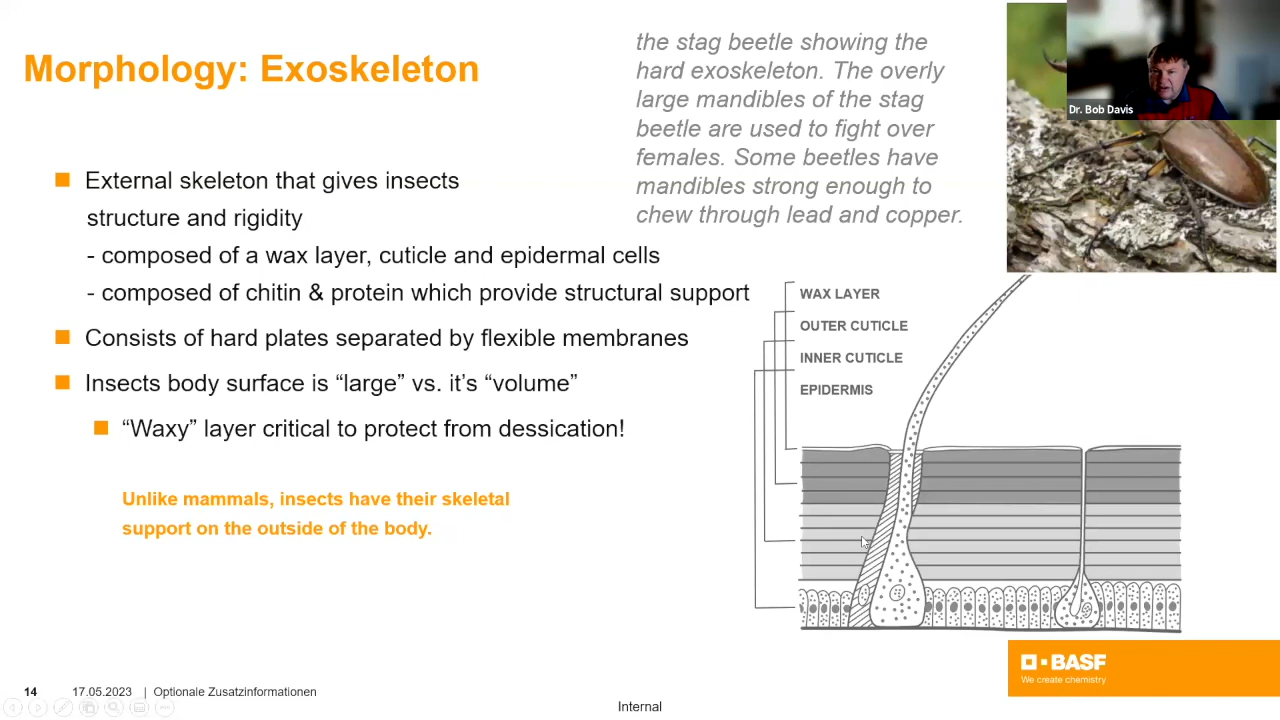 Morphology: Exoskeleton
the stag beetle showing the
hard exoskeleton. The overly
large mandibles of the stag
beetle are used to fight over
females. Some beetles have
mandibles strong enough to
chew through lead and copper.
Dr. Bob Davis
External skeleton that gives insects
structure and rigidity
- composed of a wax layer, cuticle and epidermal cells
- composed of chitin & protein which provide structural support
Consists of hard plates separated by flexible membranes
Insects body surface is “large” vs. it’s “volume”
“Waxy” layer critical to protect from dessication!
Unlike mammals, insects have their skeletal
support on the outside of the body.
WAX LAYER
OUTER CUTICLE
INNER CUTICLE
EPIDERMIS
BASF
We create chemistry
14 17.05.2023 | Optionale Zusatzinformationen
Internal